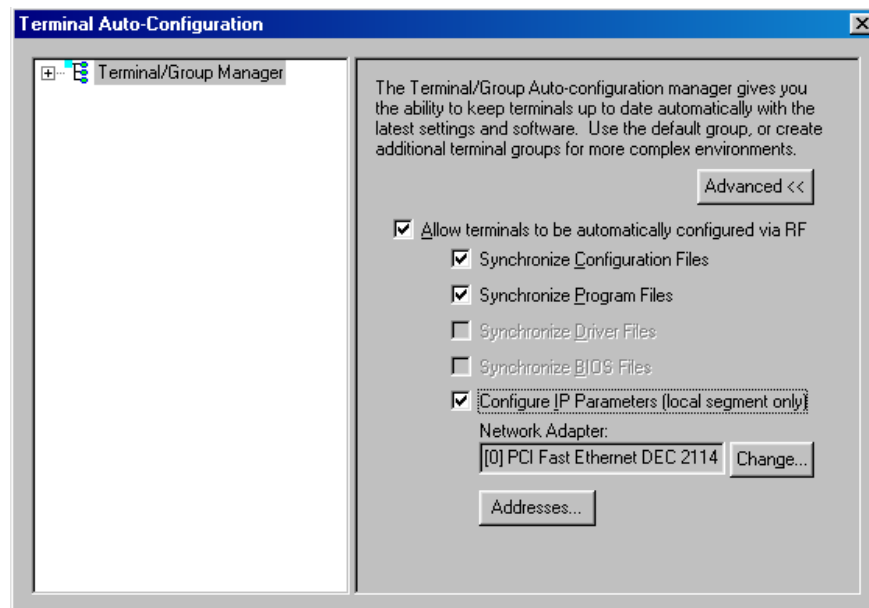 Terminal Auto-Configuration
Terminal/Group Manager
The Terminal/Group Auto-configuration manager gives you
the ability to keep terminals up to date automatically with the
latest settings and software. Use the default group, or create
additional terminal groups for more complex environments.
Advanced <<
Allow terminals to be automatically configured via RF
Synchronize Configuration Files
Synchronize Program Files
Synchronize Driver Files
Synchronize BIOS Files
Configure IP Parameters (local segment only)
Network Adapter:
[0] PCI Fast Ethernet DEC 2114
Change...
Addresses...